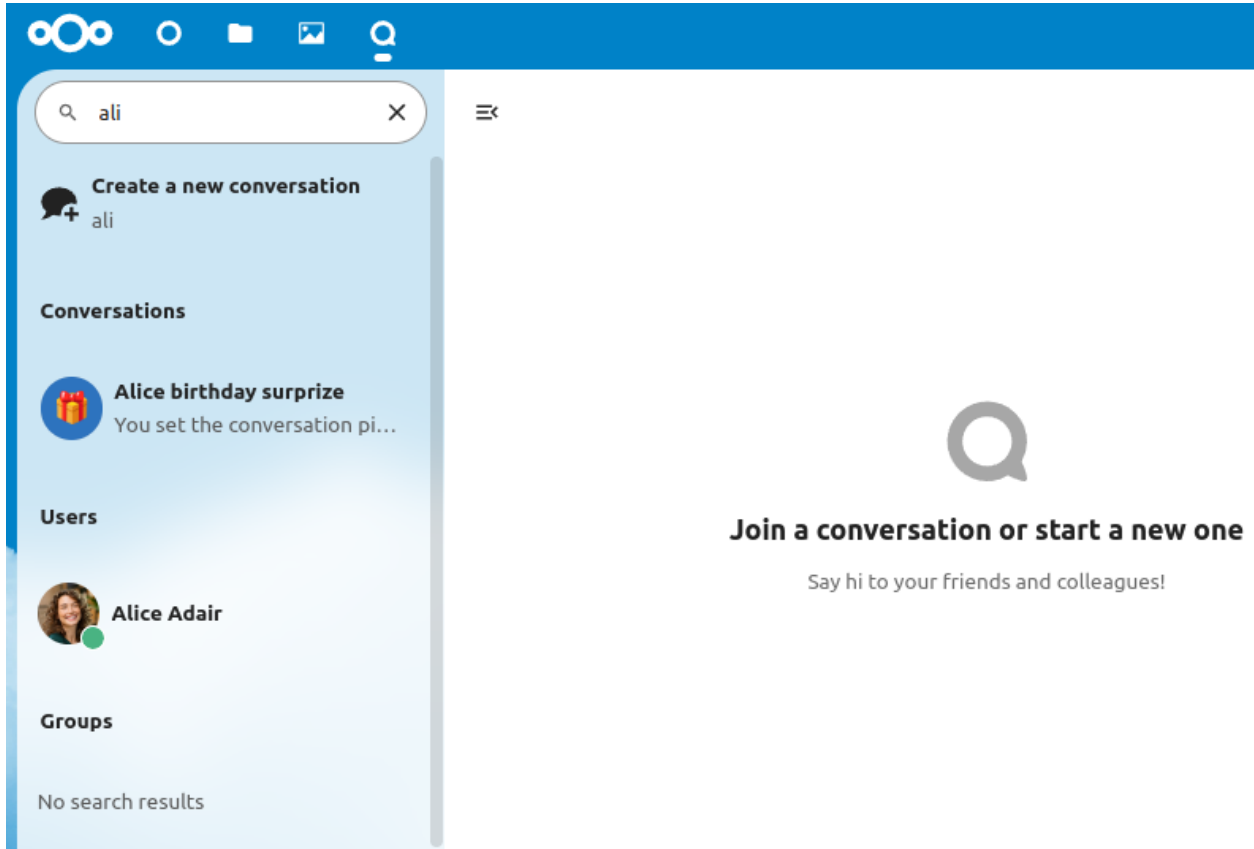 ali
Create a new conversation
ali
Conversations
Alice birthday surprize
You set the conversation pi…
Users
Alice Adair
Groups
No search results
Join a conversation or start a new one
Say hi to your friends and colleagues!